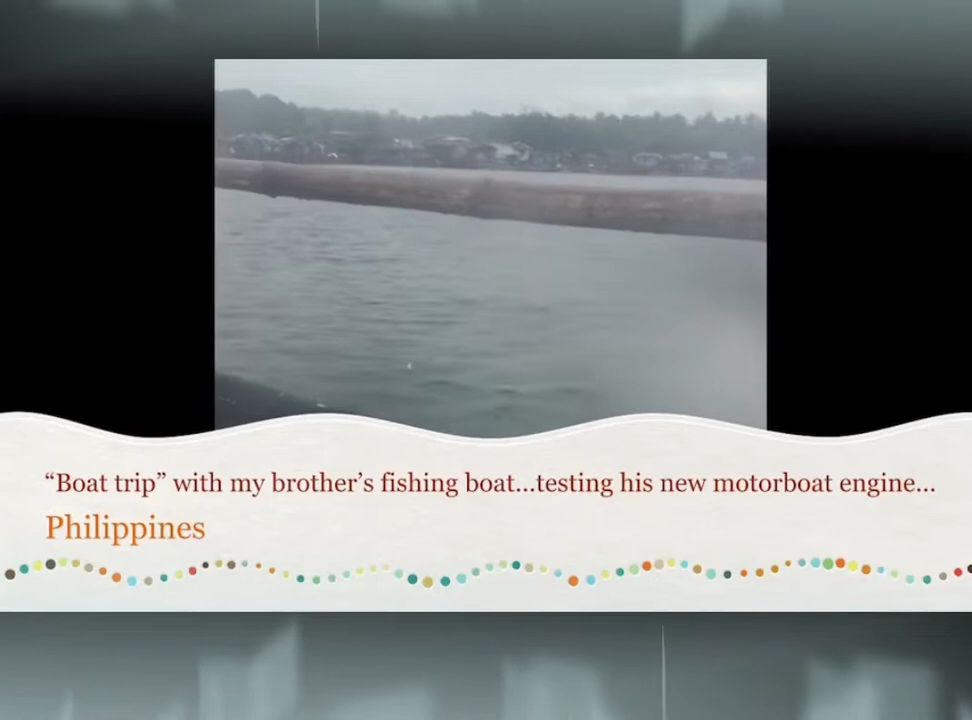 “Boat trip” with my brother’s fishing boat...testing his new motorboat engine...
Philippines